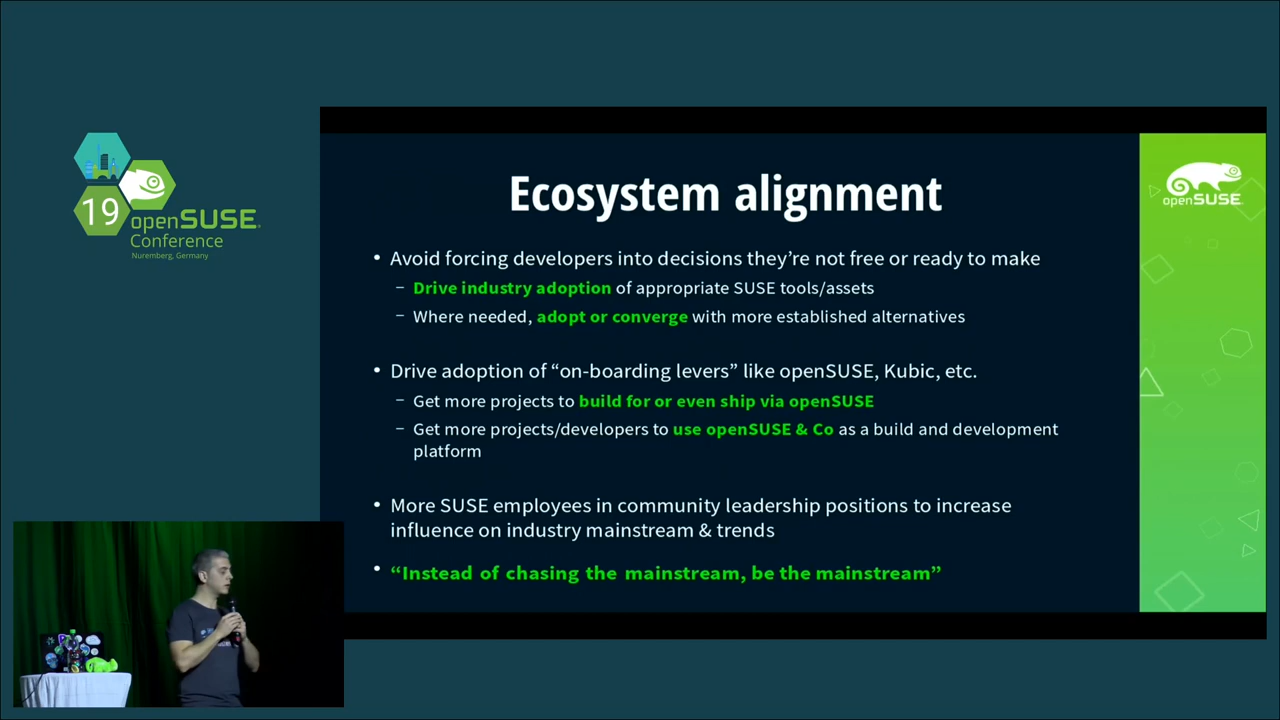 19
openSUSE
Conference
Nuremberg, Germany
Ecosystem alignment
openSUSE
• Avoid forcing developers into decisions they’re not free or ready to make
– Drive industry adoption of appropriate SUSE tools/assets
– Where needed, adopt or converge with more established alternatives
• Drive adoption of “on-boarding levers” like openSUSE, Kubic, etc.
– Get more projects to build for or even ship via openSUSE
– Get more projects/developers to use openSUSE & Co as a build and development
platform
• More SUSE employees in community leadership positions to increase
influence on industry mainstream & trends
• “Instead of chasing the mainstream, be the mainstream”